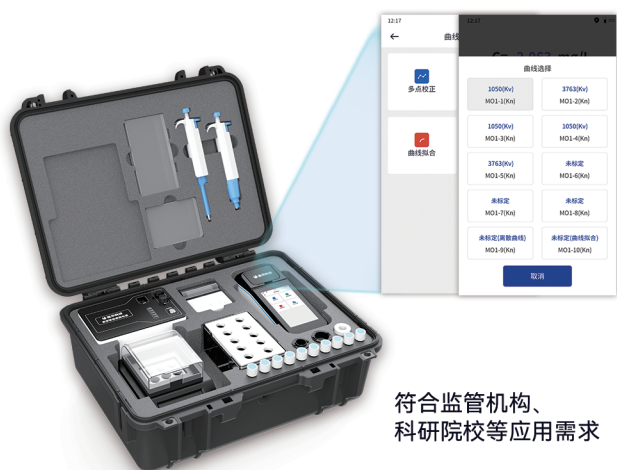 12:17
曲线
多点校正
曲线拟合
12:17
曲线选择
1050(Kv)
MO1-1(Kn)
3763(Kv)
MO1-2(Kn)
1050(Kv)
MO1-3(Kn)
1050(Kv)
MO1-4(Kn)
3763(Kv)
MO1-5(Kn)
未标定
MO1-6(Kn)
未标定
MO1-7(Kn)
未标定
MO1-8(Kn)
未标定(离散曲线)
MO1-9(Kn)
未标定(曲线拟合)
MO1-10(Kn)
取消
符合监管机构、
科研院校等应用需求